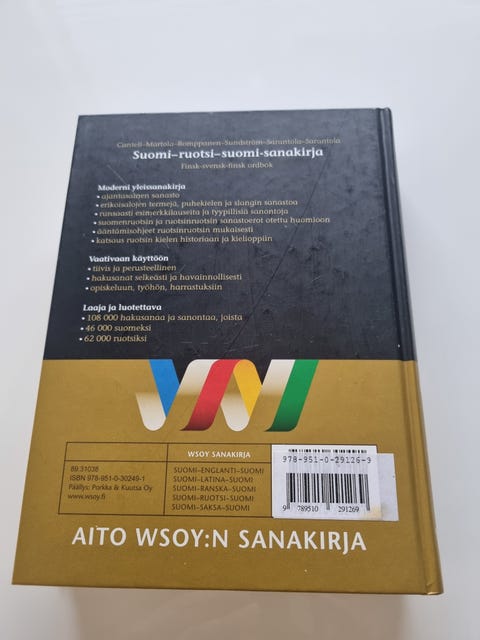 Cantell–Martola–Romppanen–Sundström–Sarantola–Sarantola
Suomi–ruotsi–suomi-sanakirja
Finsk-svensk-finsk ordbok
Moderni yleissanakirja
• ajantasainen sanasto
• erikoisalojen termejä, puhekielen ja slangin sanastoa
• runsaasti esimerkkilauseita ja tyypillisiä sanontoja
• suomenruotsin ja ruotsinruotsin sanastoerot otettu huomioon
• ääntämisohjeet ruotsinruotsin mukaisesti
• katsaus ruotsin kielen historiaan ja kielioppiin
Vaativaan käyttöön
• tiivis ja perusteellinen
• hakusanat selkeästi ja havainnollisesti
• opiskeluun, työhön, harrastuksiin
Laaja ja luotettava
• 108 000 hakusanaa ja sanontaa, joista
• 46 000 suomeksi
• 62 000 ruotsiksi
WSOY SANAKIRJA
89.31038
ISBN 978-951-0-30249-1
Päällys: Porkka & Kuutsa Oy
www.wsoy.fi
SUOMI–ENGLANTI–SUOMI
SUOMI–LATINA–SUOMI
SUOMI–RANSKA–SUOMI
SUOMI–RUOTSI–SUOMI
SUOMI–SAKSA–SUOMI
978-951-0-29126-9
9 789510 291269
AITO WSOY:N SANAKIRJA